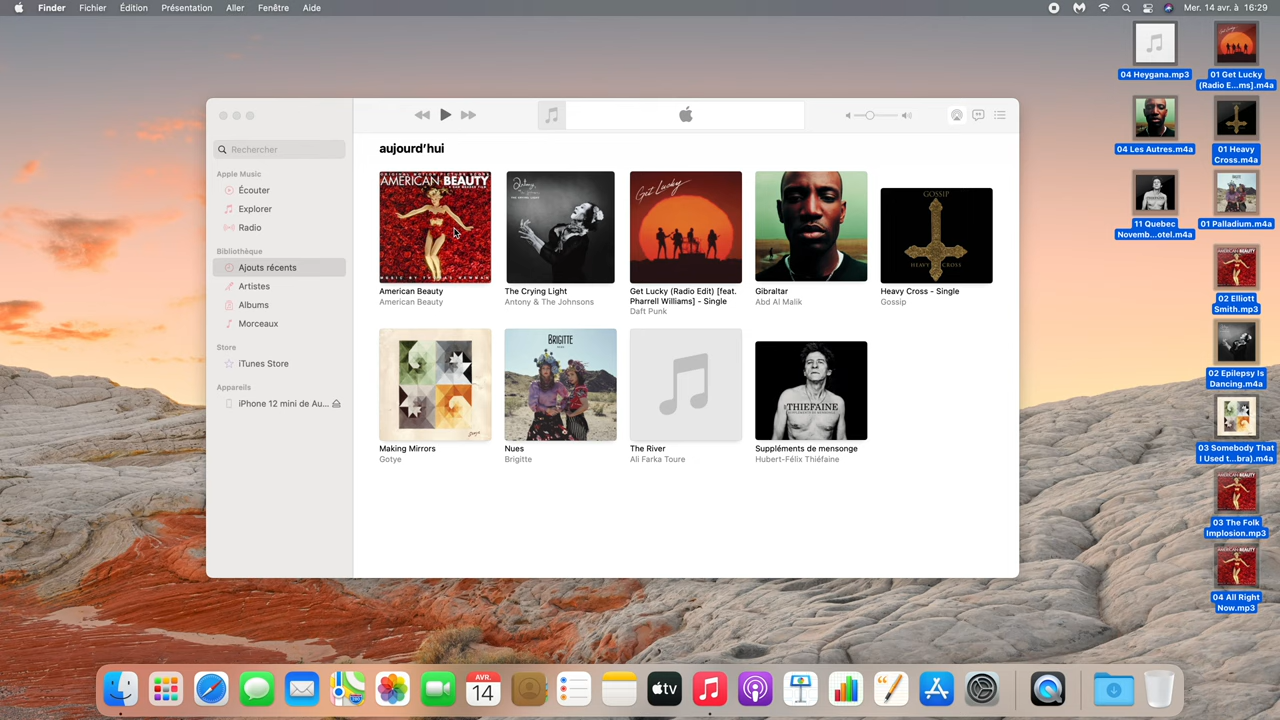 Finder Fichier Édition Présentation Aller Fenêtre Aide
Mer. 14 avr. à 16:29
Rechercher
Apple Music
Écouter
Explorer
Radio
Bibliothèque
Ajouts récents
Artistes
Albums
Morceaux
Store
iTunes Store
Appareils
iPhone 12 mini de Au...
aujourd'hui
AMERICAN BEAUTY
American Beauty
American Beauty
The Crying Light
Antony & The Johnsons
Get Lucky
Get Lucky (Radio Edit) [feat.
Pharrell Williams] - Single
Daft Punk
Gibraltar
Abd Al Malik
GOSSIP
HEAVY CROSS
Heavy Cross - Single
Gossip
Making Mirrors
Gotye
BRIGITTE
Nues
Brigitte
The River
Ali Farka Toure
THIEFAINE
Suppléments de mensonge
Hubert-Félix Thiéfaine
04 Heygana.mp3
01 Get Lucky
(Radio E...ms].m4a
04 Les Autres.m4a
01 Heavy
Cross.m4a
11 Quebec
Novemb...otel.m4a
01 Palladium.m4a
02 Elliott
Smith.mp3
02 Epilepsy Is
Dancing.m4a
03 Somebody That
I Used t...bra).m4a
03 The Folk
Implosion.mp3
04 All Right
Now.mp3
AVR.
14
tv